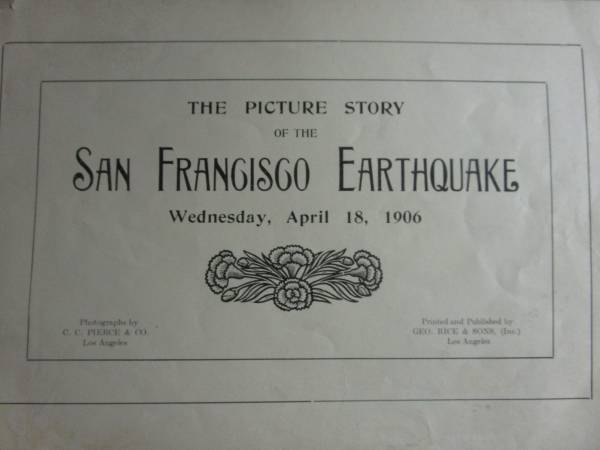 THE PICTURE STORY
OF THE
SAN FRANCISCO EARTHQUAKE
Wednesday, April 18, 1906
Photographs by
C. C. PIERCE & CO.
Los Angeles
Printed and Published by
GEO. RICE & SONS, (Inc.)
Los Angeles